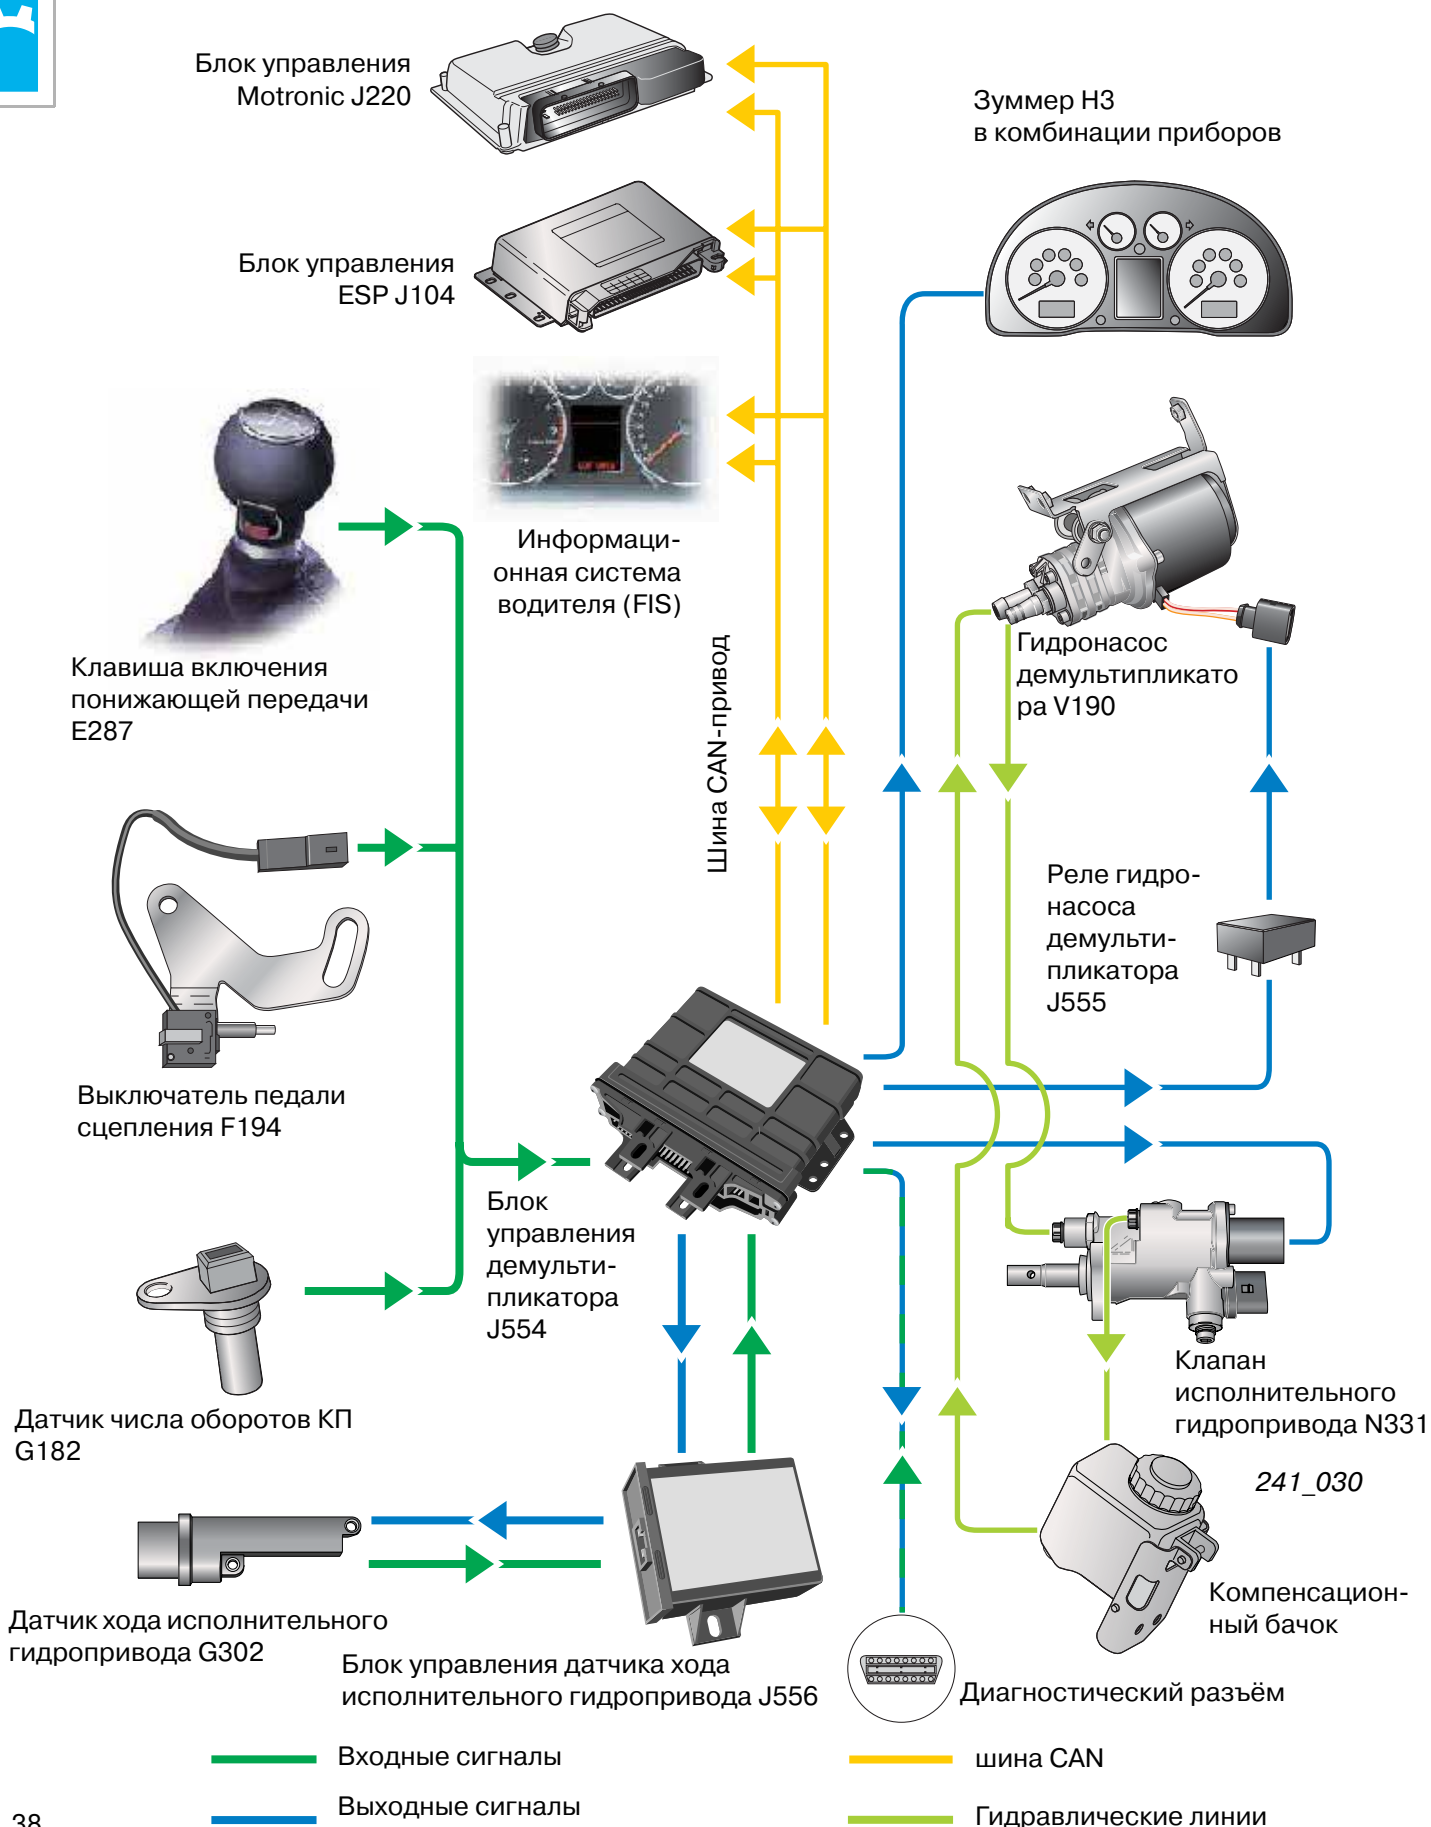 Блок управления
Motronic J220
Зуммер H3
в комбинации приборов
Блок управления
ESP J104
Информаци-
онная система
водителя (FIS)
Клавиша включения
понижающей передачи
E287
Шина CAN-привод
Гидронасос
демультипликато
ра V190
Реле гидро-
насоса
демульти-
пликатора
J555
Выключатель педали
сцепления F194
Блок
управления
демульти-
пликатора
J554
Датчик числа оборотов КП
G182
Клапан
исполнительного
гидропривода N331
241_030
Датчик хода исполнительного
гидропривода G302
Компенсацион-
ный бачок
Блок управления датчика хода
исполнительного гидропривода J556
Диагностический разъём
Входные сигналы
шина CAN
Выходные сигналы
Гидравлические линии
38